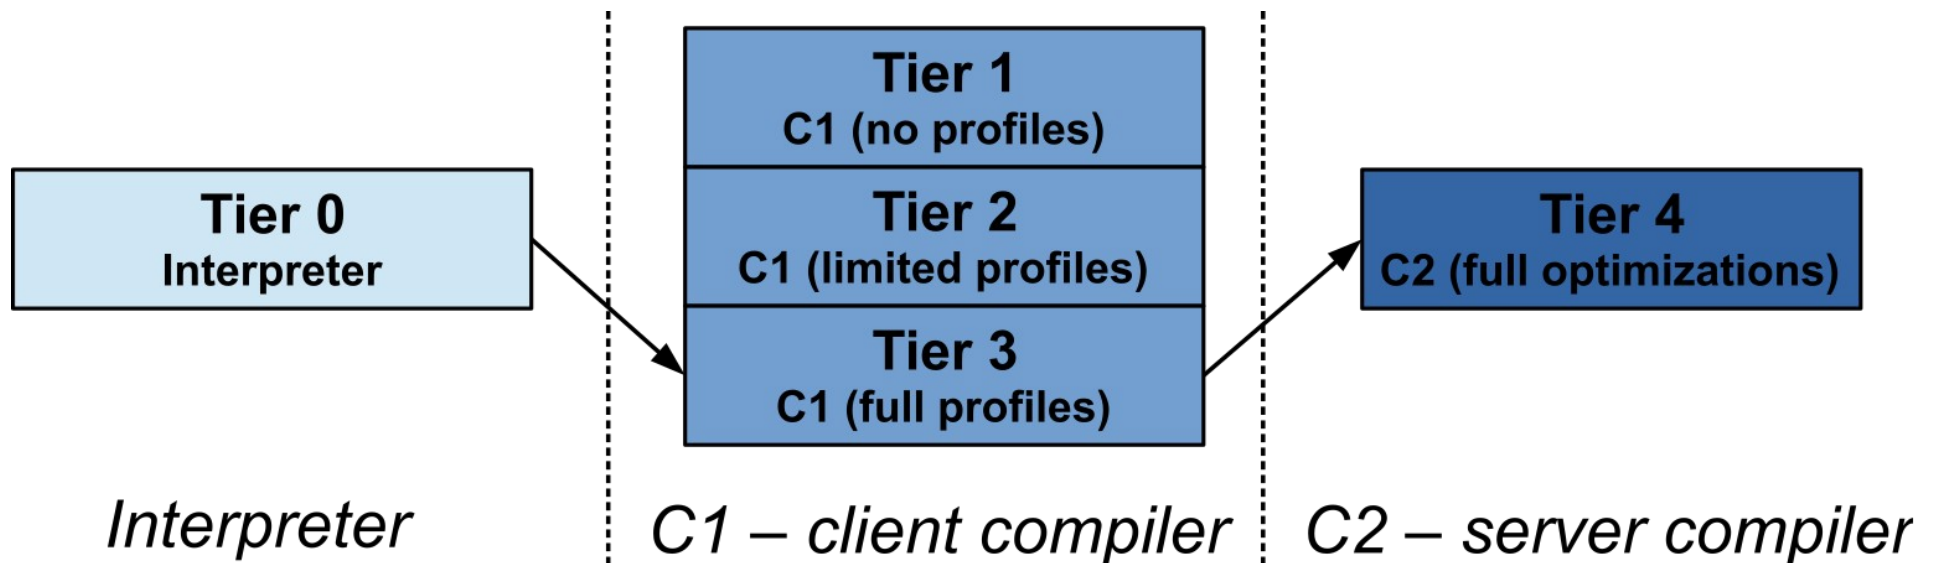 Tier 0
Interpreter
Tier 1
C1 (no profiles)
Tier 2
C1 (limited profiles)
Tier 3
C1 (full profiles)
Tier 4
C2 (full optimizations)
Interpreter
C1 – client compiler
C2 – server compiler